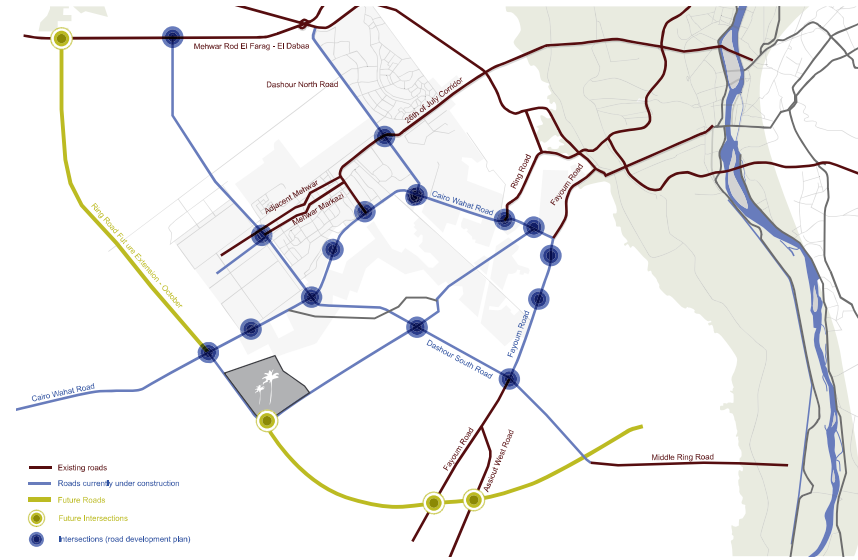 Mehwar Rod El Farag - El Dabaa
Dashour North Road
26th of July Corridor
Ring Road
Fayoum Road
Adjacent Mehwar
Mehwar Markazi
Cairo Wahat Road
Ring Road Future Extension - October
Fayoum Road
Dashour South Road
Cairo Wahat Road
Fayoum Road
Assiout West Road
Middle Ring Road
Existing roads
Roads currently under construction
Future Roads
Future Intersections
Intersections (road development plan)